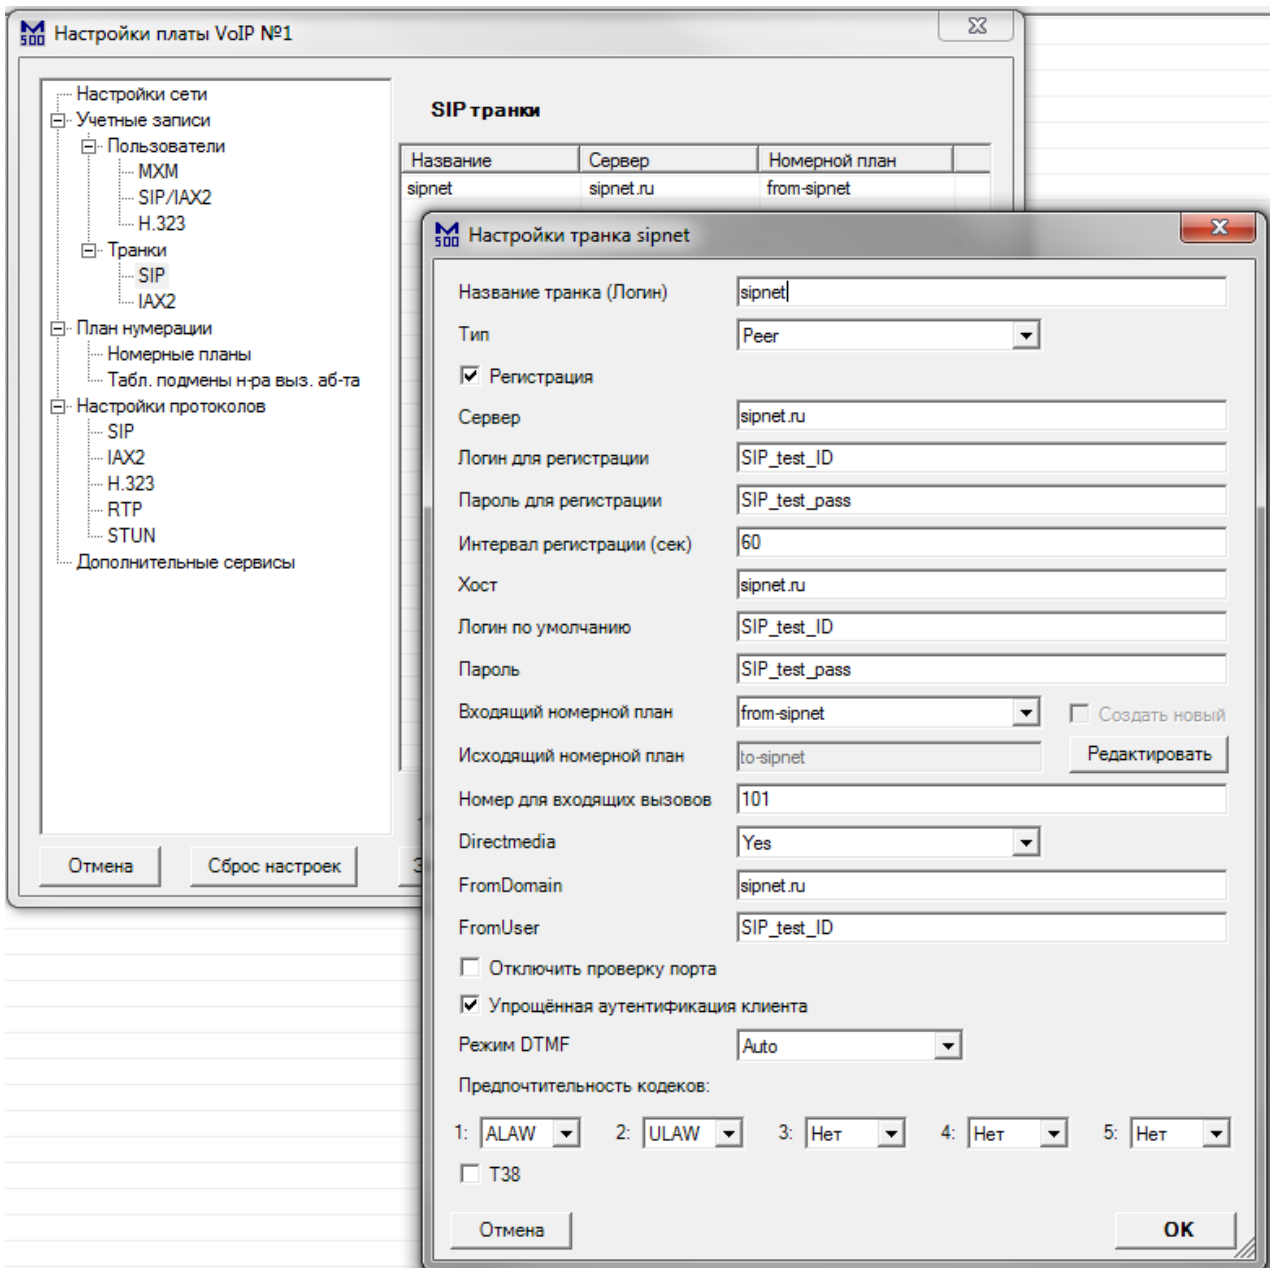 M 500 Настройки платы VoIP №1
Настройки сети
Учетные записи
Пользователи
MXM
SIP/IAX2
H.323
Транки
SIP
IAX2
План нумерации
Номерные планы
Табл. подмены н-ра выз. аб-та
Настройки протоколов
SIP
IAX2
H.323
RTP
STUN
Дополнительные сервисы
Отмена Сброс настроек
SIP транки
Название Сервер Номерной план
sipnet sipnet.ru from-sipnet
M 500 Настройки транка sipnet
Название транка (Логин) sipnet
Тип Peer
Регистрация
Сервер sipnet.ru
Логин для регистрации SIP_test_ID
Пароль для регистрации SIP_test_pass
Интервал регистрации (сек) 60
Хост sipnet.ru
Логин по умолчанию SIP_test_ID
Пароль SIP_test_pass
Входящий номерной план from-sipnet Создать новый
Исходящий номерной план to-sipnet Редактировать
Номер для входящих вызовов 101
Directmedia Yes
FromDomain sipnet.ru
FromUser SIP_test_ID
Отключить проверку порта
Упрощённая аутентификация клиента
Режим DTMF Auto
Предпочтительность кодеков:
1: ALAW 2: ULAW 3: Нет 4: Нет 5: Нет
T38
Отмена OK